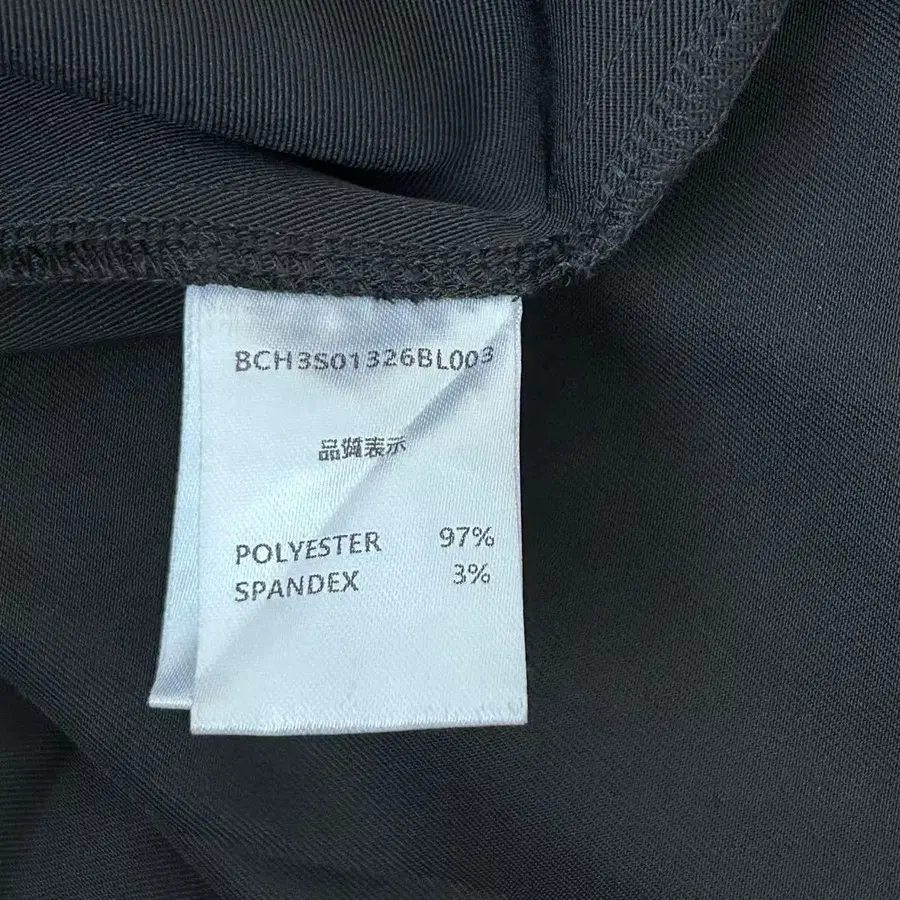 BCH3S01326BL003
品質表示
POLYESTER 97%
SPANDEX 3%